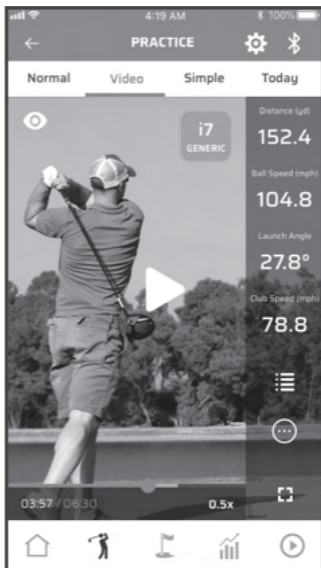 4:19 AM
100%
PRACTICE
Normal Video Simple Today
i7
GENERIC
Distance (yd)
152.4
Ball Speed (mph)
104.8
Launch Angle
27.8°
Club Speed (mph)
78.8
03:57 / 06:30
0.5x